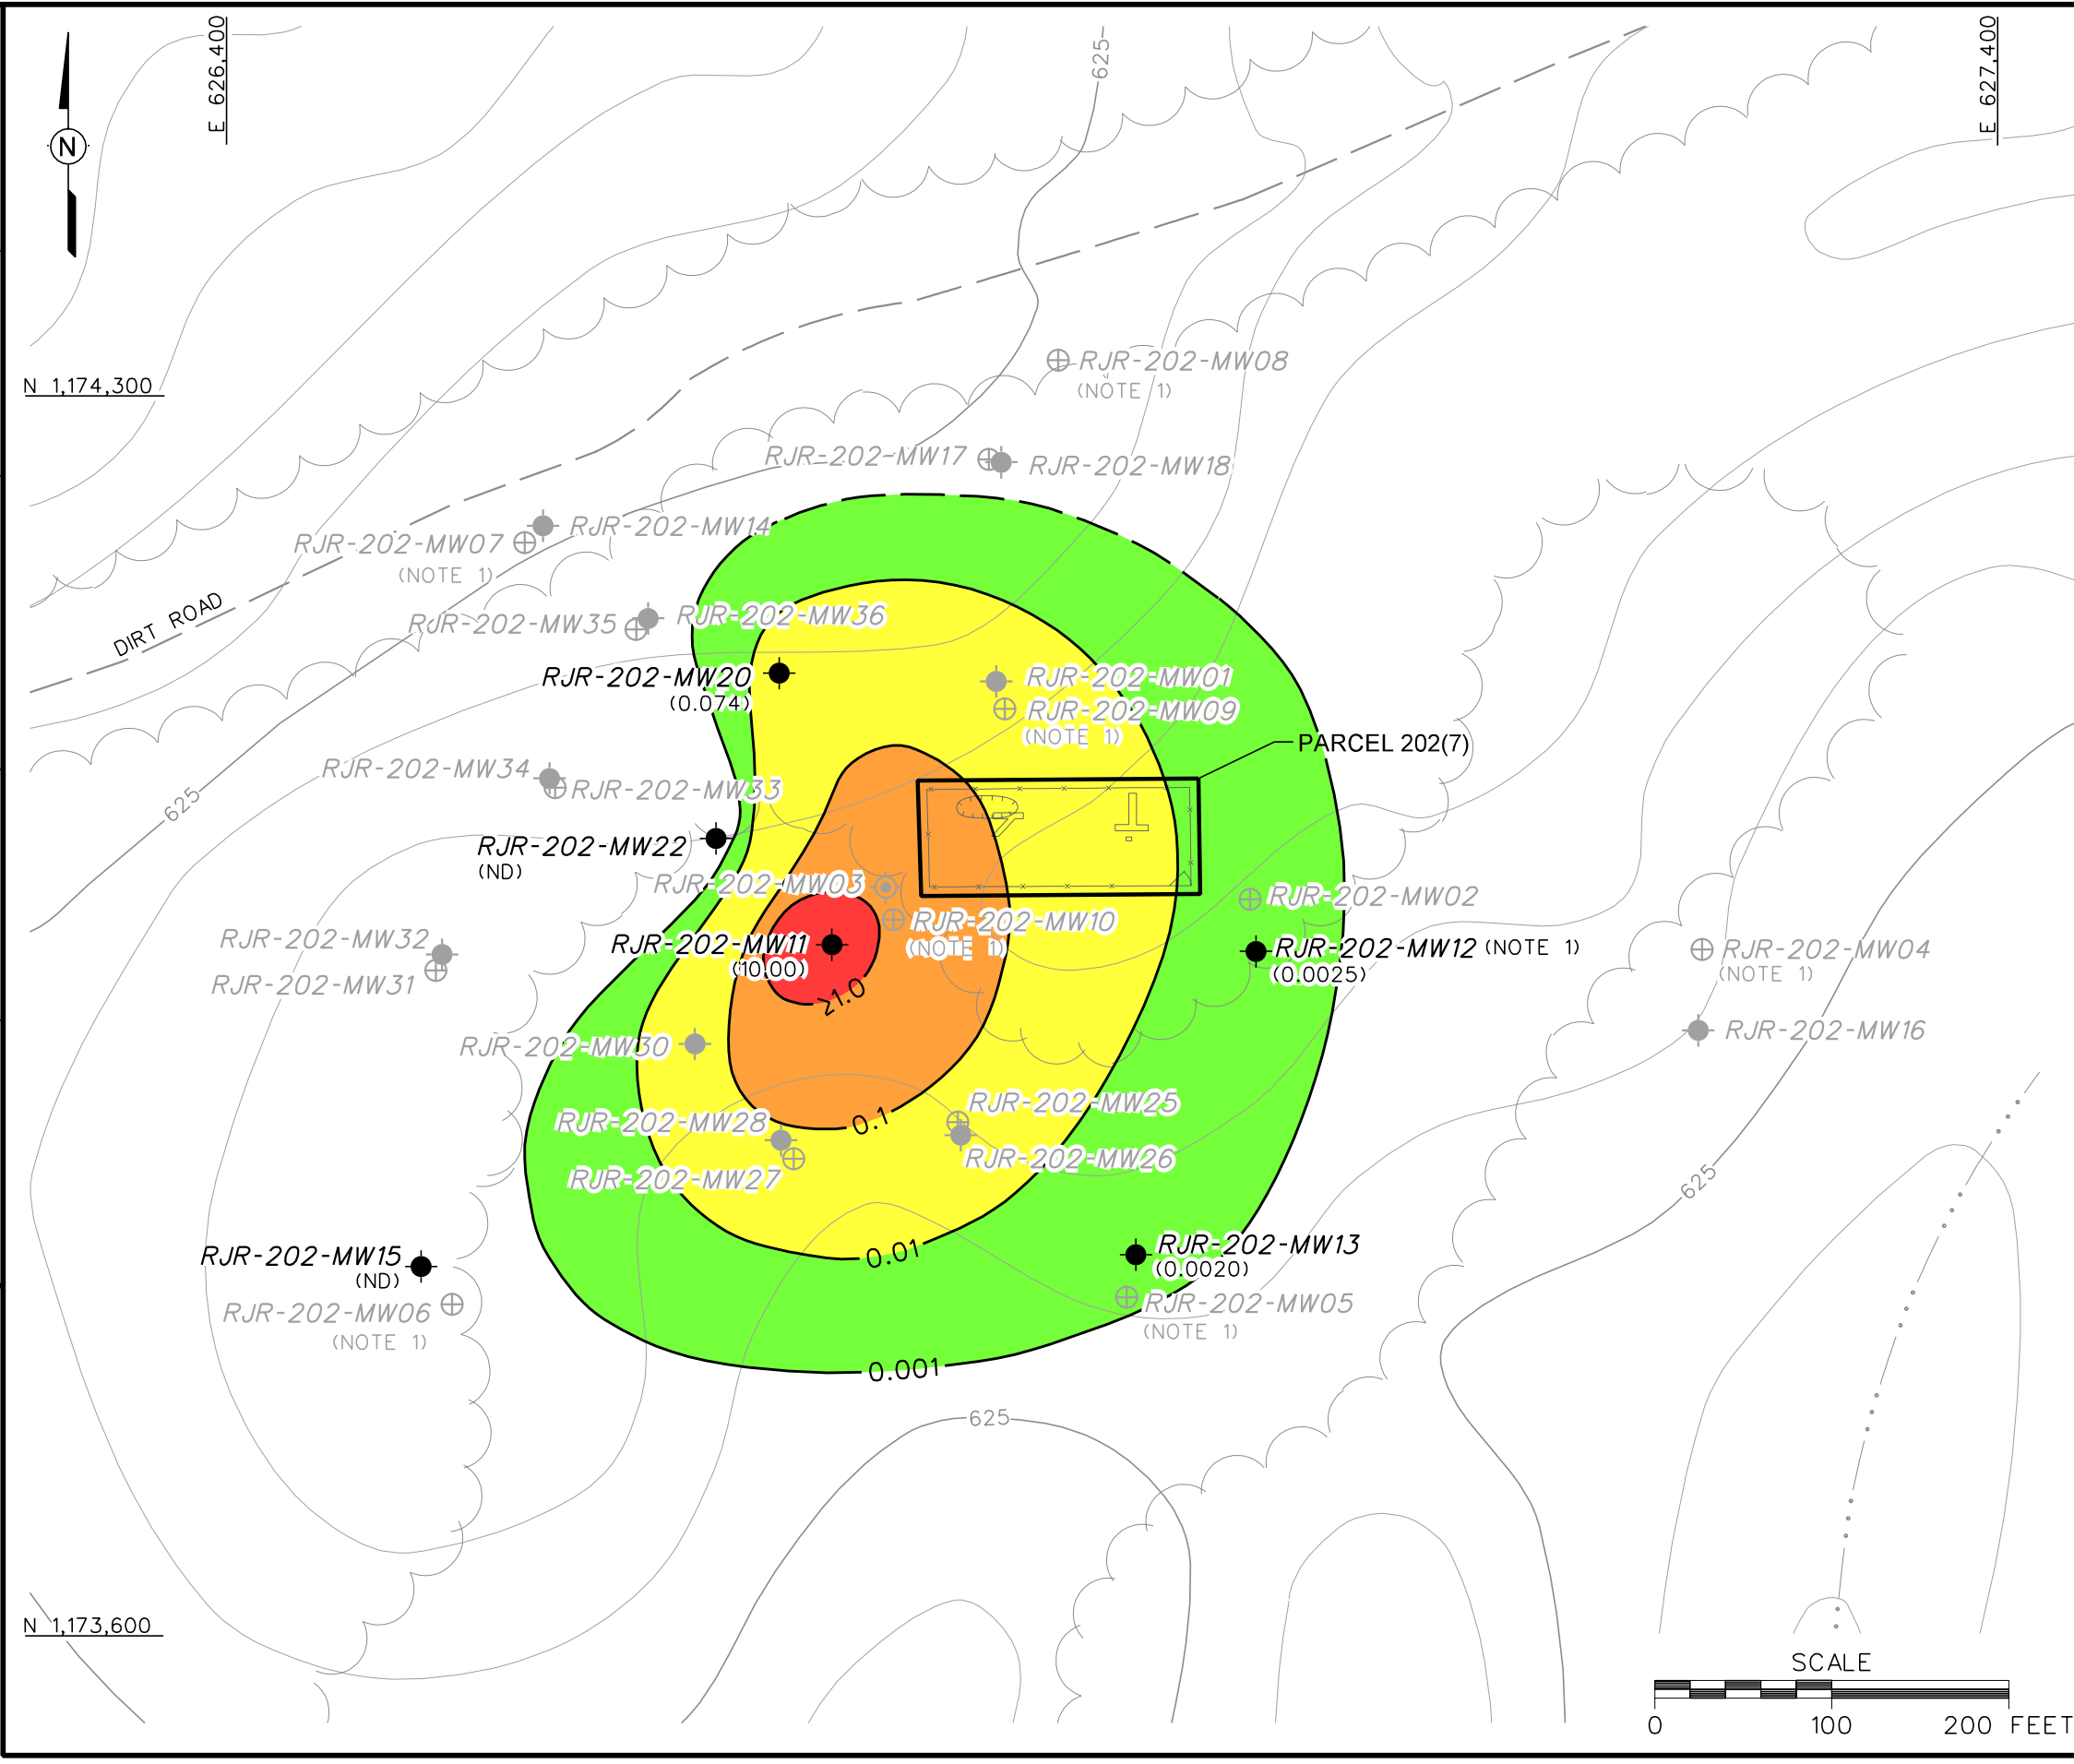 E 626,400
625
E 627,400
N
N 1,174,300
RJR-202-MW08
(NOTE 1)
RJR-202-MW17
RJR-202-MW18
RJR-202-MW14
RJR-202-MW07
(NOTE 1)
DIRT ROAD
RJR-202-MW36
RJR-202-MW35
RJR-202-MW20
(0.074)
RJR-202-MW01
RJR-202-MW09
(NOTE 1)
PARCEL 202(7)
RJR-202-MW34
RJR-202-MW33
625
RJR-202-MW22
(ND)
RJR-202-MW03
RJR-202-MW02
RJR-202-MW10
(NOTE 1)
RJR-202-MW32
RJR-202-MW31
RJR-202-MW11
(10.00)
≥1.0
RJR-202-MW12 (NOTE 1)
(0.0025)
RJR-202-MW04
(NOTE 1)
RJR-202-MW16
RJR-202-MW30
RJR-202-MW25
RJR-202-MW28
0.1
RJR-202-MW26
RJR-202-MW27
625
RJR-202-MW15
(ND)
0.01
RJR-202-MW13
(0.0020)
RJR-202-MW06
(NOTE 1)
RJR-202-MW05
(NOTE 1)
0.001
625
N 1,173,600
SCALE
0 100 200 FEET